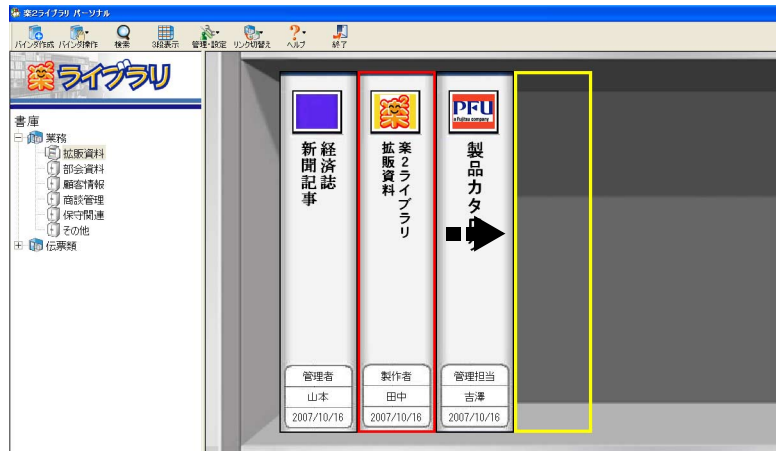 楽2ライブラリ パーソナル
バインダ作成 バインダ操作 検索 3段表示 管理・設定 リンク切替え ヘルプ 終了
楽ライブラリ
書庫
業務
拡販資料
部会資料
顧客情報
商談管理
保守関連
その他
伝票類
経済誌
新聞記事
管理者
山本
2007/10/16
楽
楽2ライブラリ
拡販資料
製作者
田中
2007/10/16
PFU
a Fujitsu company
製品カタログ
管理担当
吉澤
2007/10/16